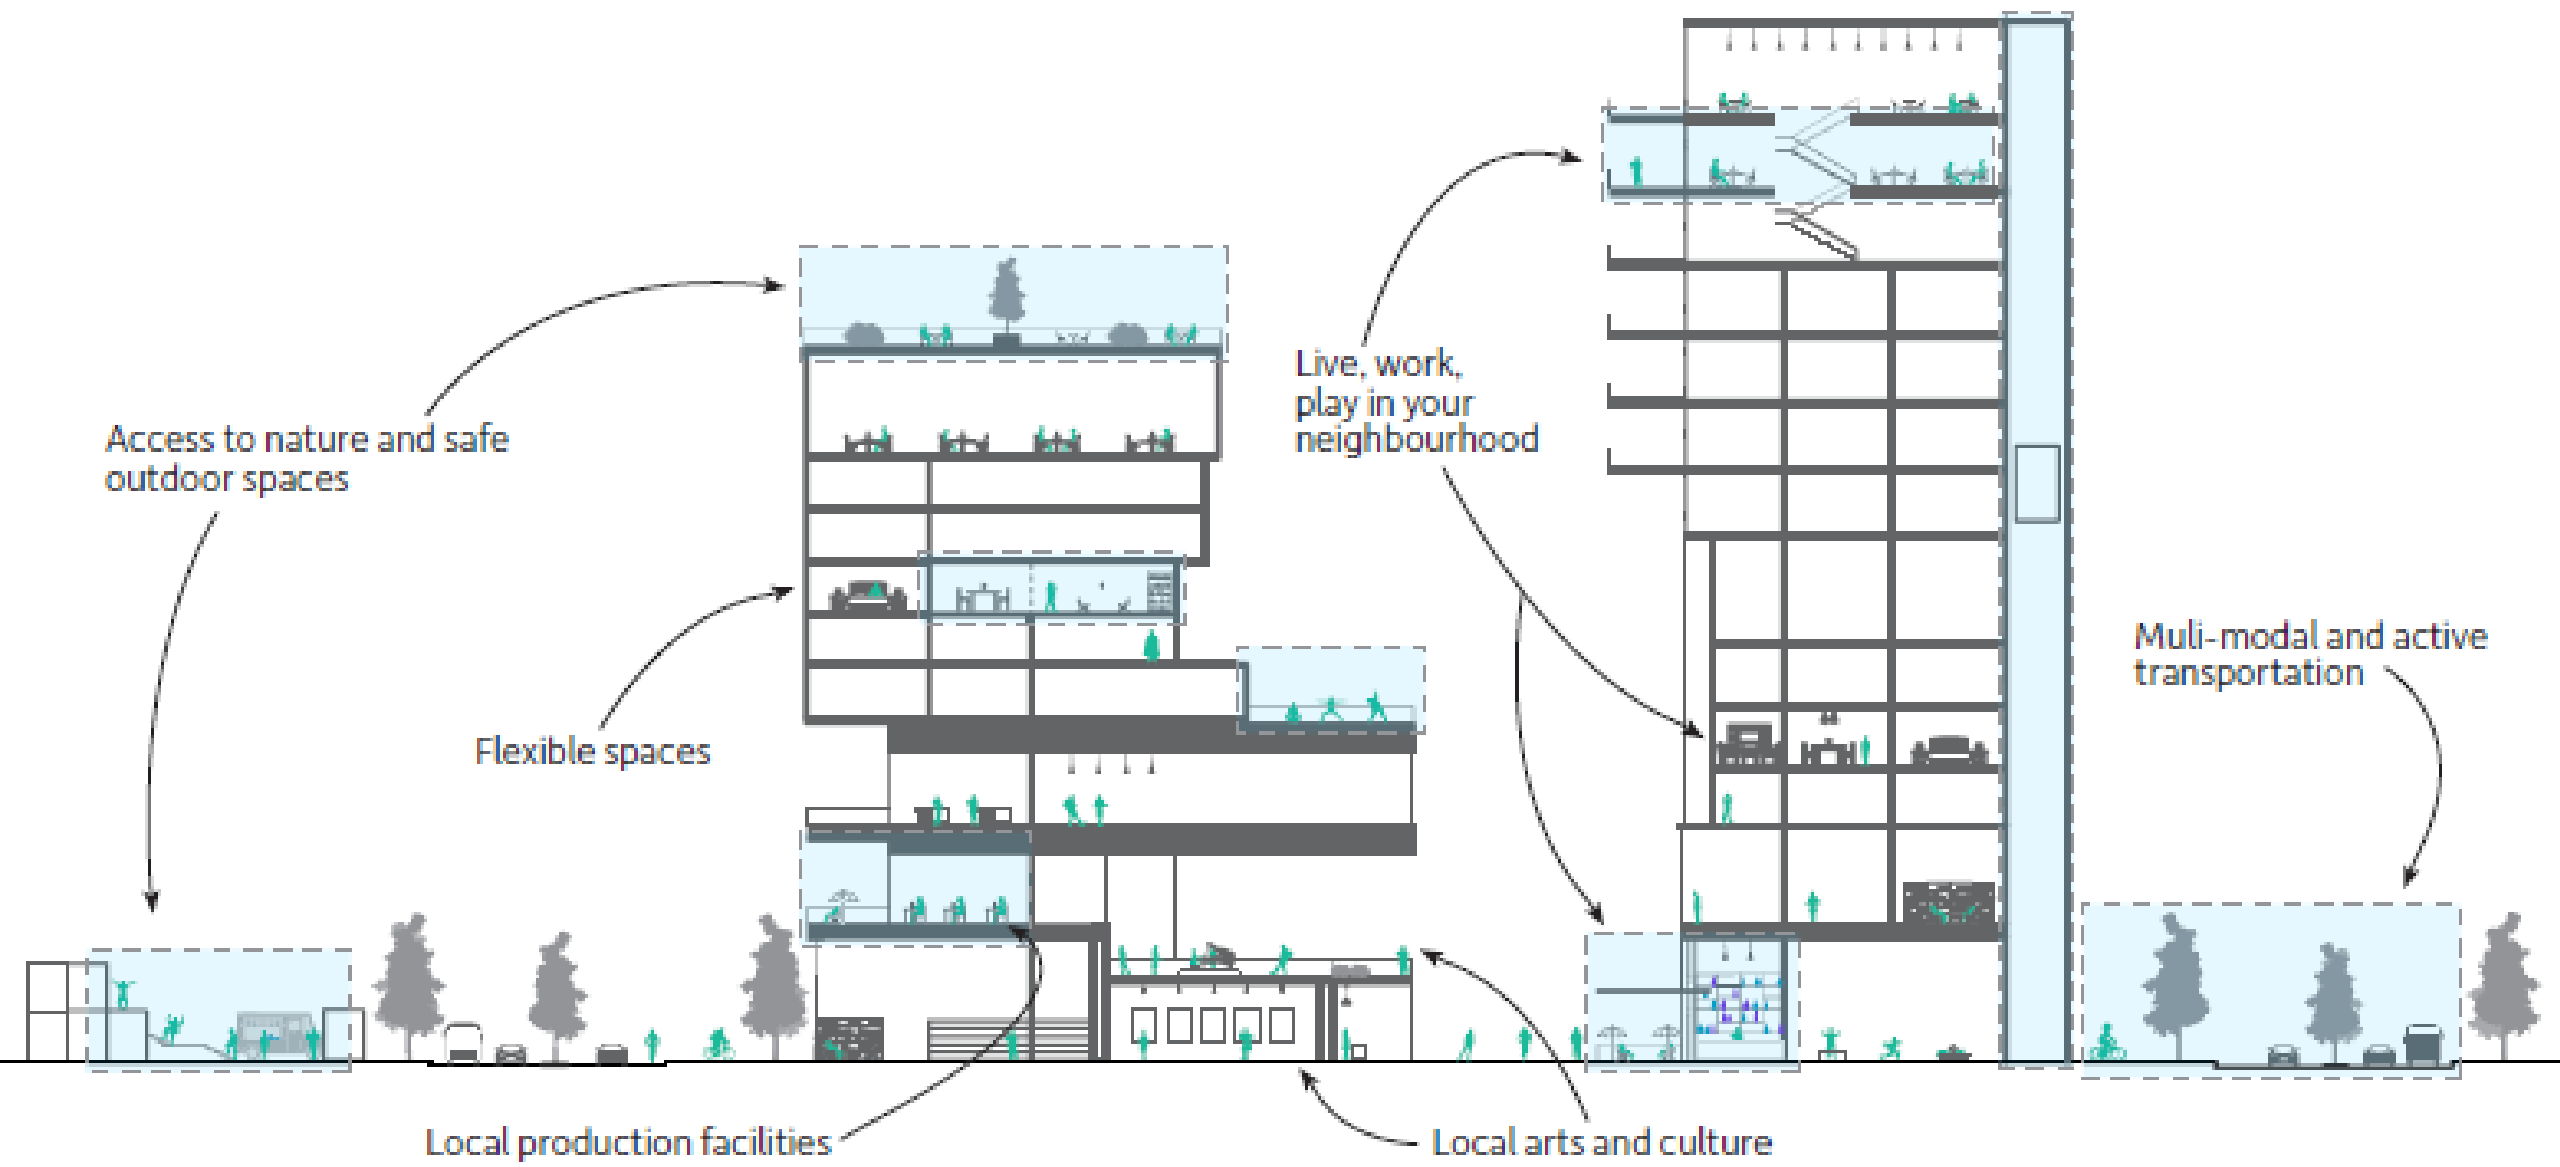 Access to nature and safe
outdoor spaces
Flexible spaces
Local production facilities
Live, work,
play in your
neighbourhood
Local arts and culture
Muli-modal and active
transportation